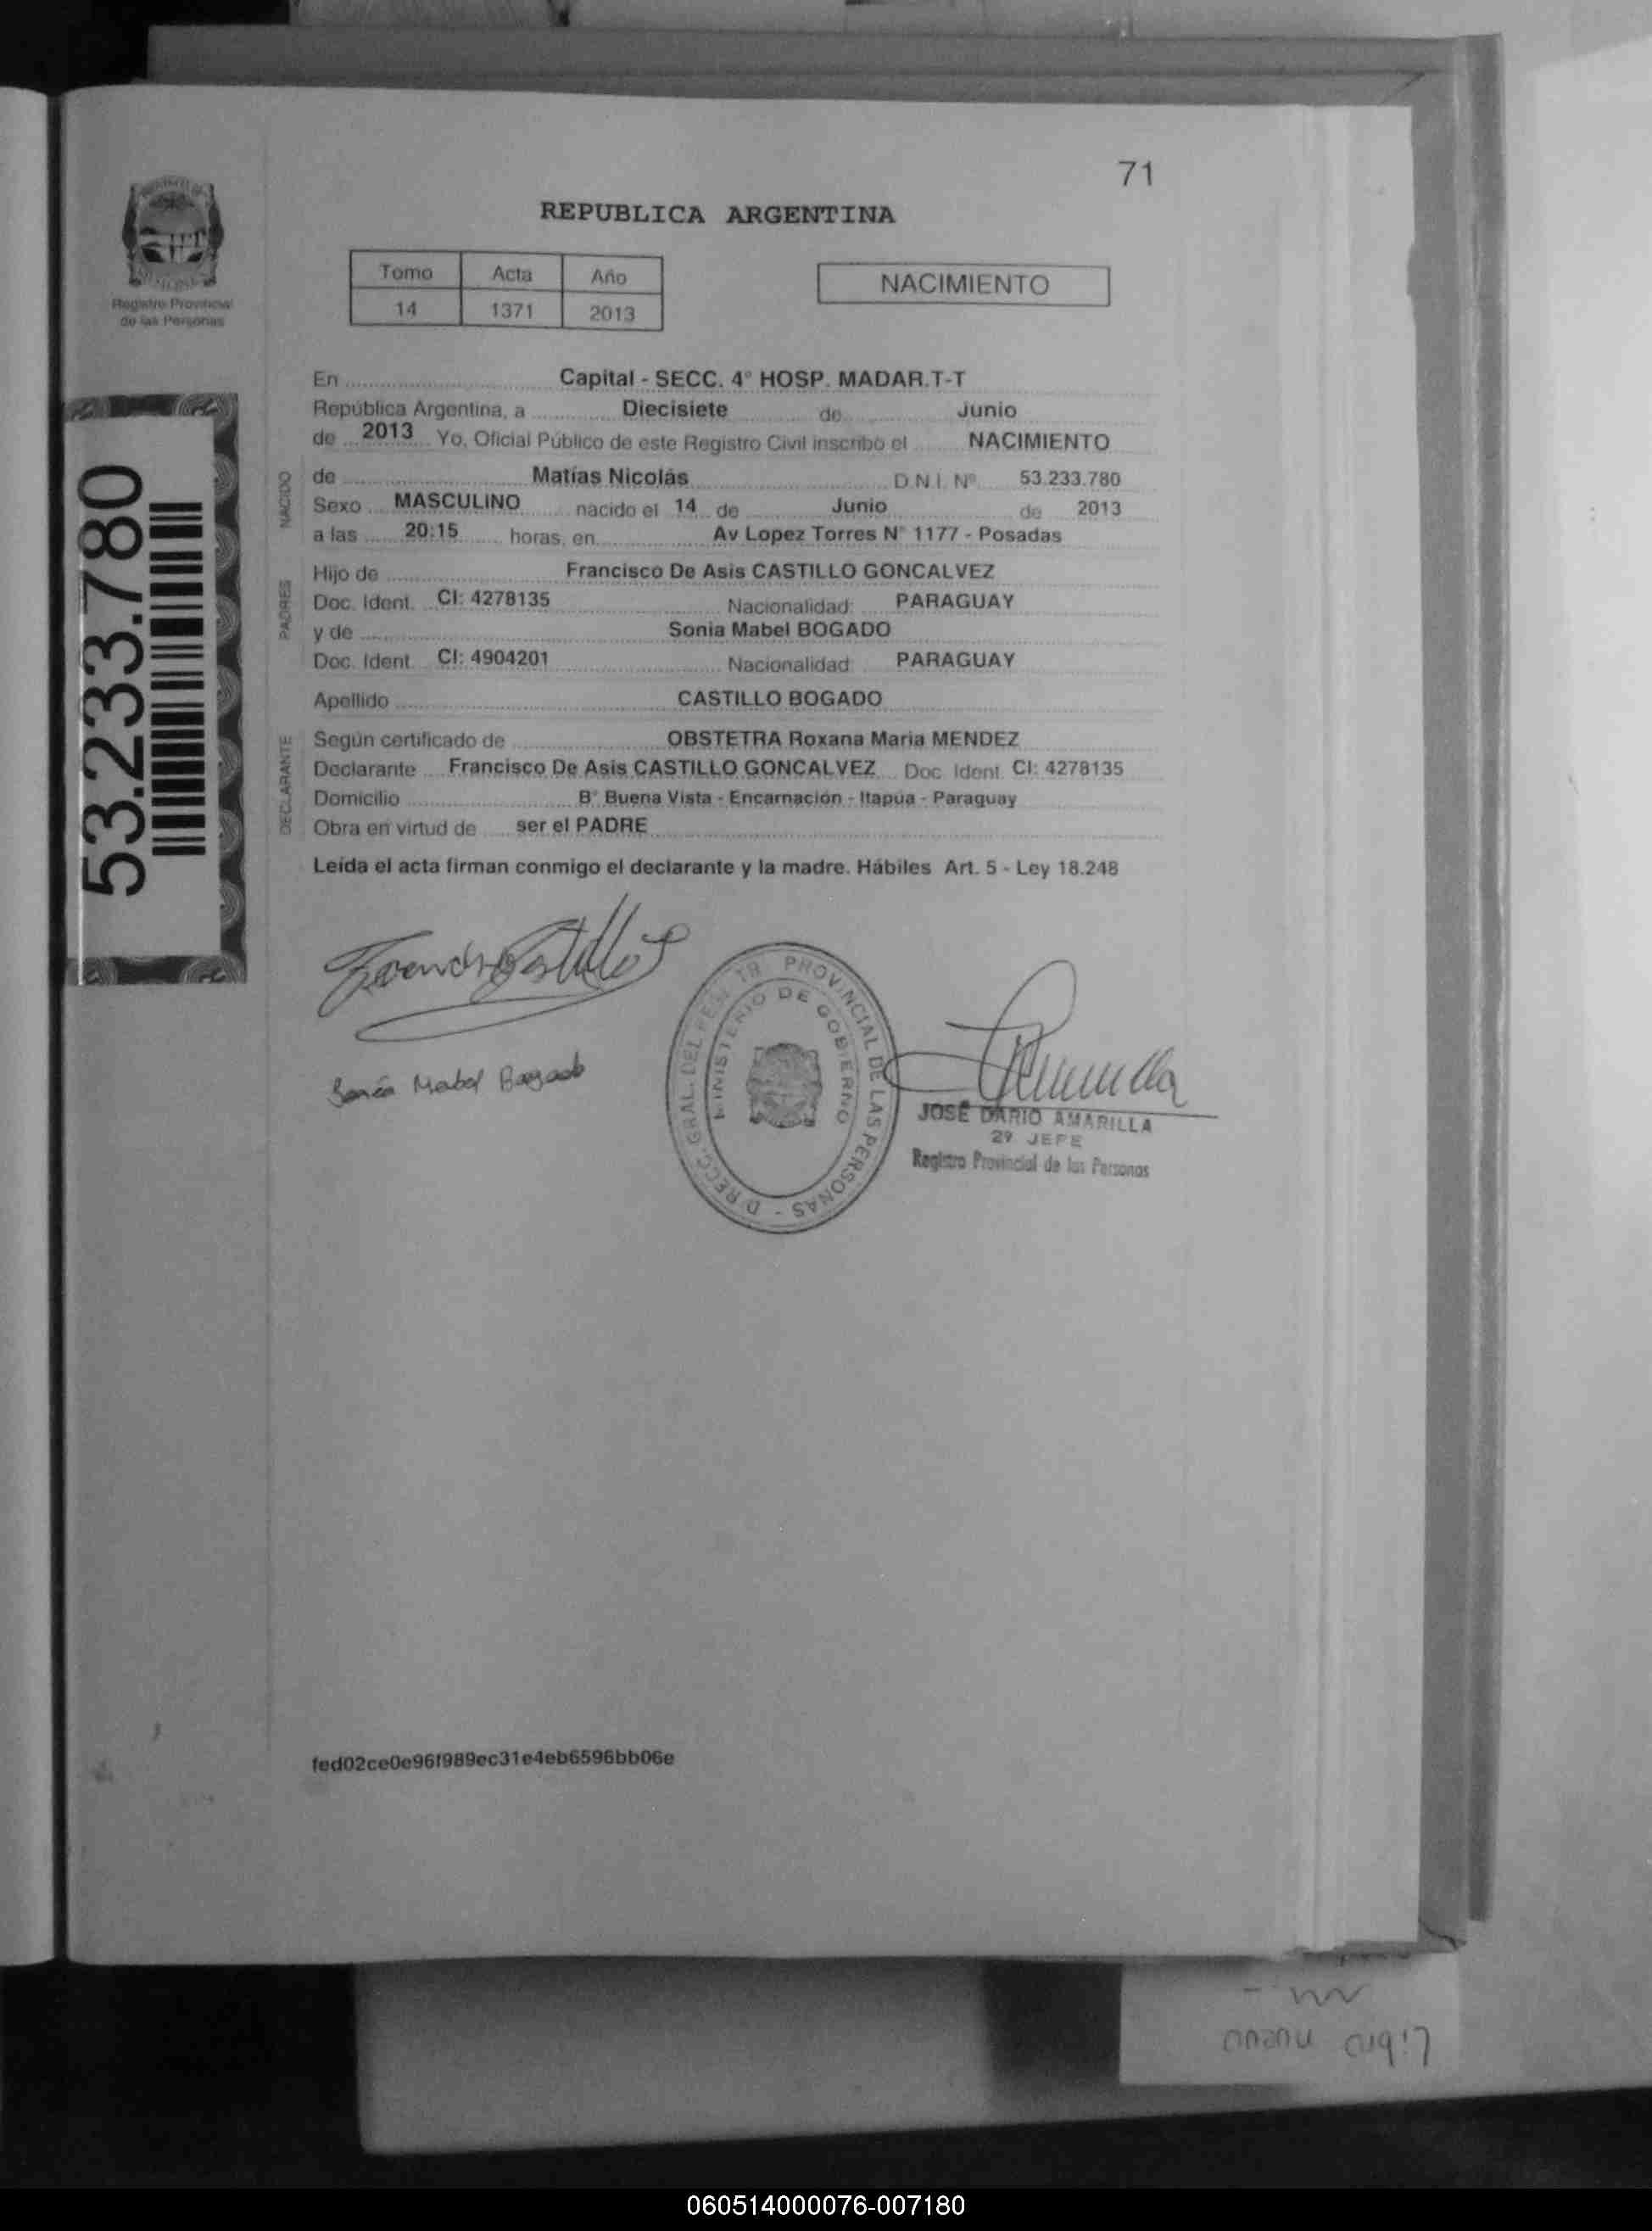 71
REPUBLICA ARGENTINA
Registro Provincial
de las Personas
Tomo Acta Año
14 1371 2013
NACIMIENTO
53.233.780
En Capital - SECC. 4° HOSP. MADAR.T-T
República Argentina, a Diecisiete de Junio
de 2013 Yo, Oficial Público de este Registro Civil inscribo el NACIMIENTO
NACIDO
de Matías Nicolás D.N.I. Nº 53.233.780
Sexo MASCULINO nacido el 14 de Junio de 2013
a las 20:15 horas, en Av Lopez Torres N° 1177 - Posadas
PADRES
Hijo de Francisco De Asis CASTILLO GONCALVEZ
Doc. Ident. CI: 4278135 Nacionalidad: PARAGUAY
y de Sonia Mabel BOGADO
Doc. Ident. CI: 4904201 Nacionalidad PARAGUAY
Apellido CASTILLO BOGADO
DECLARANTE
Según certificado de OBSTETRA Roxana Maria MENDEZ
Declarante Francisco De Asis CASTILLO GONCALVEZ Doc. Ident. CI: 4278135
Domicilio B° Buena Vista - Encarnación - Itapúa - Paraguay
Obra en virtud de ser el PADRE
Leída el acta firman conmigo el declarante y la madre. Hábiles Art. 5 - Ley 18.248
Sonia Mabel Bogado
PROVINCIAL DE LAS PERSONAS -
MINISTERIO DE GOBIERNO
JOSÉ DARIO AMARILLA
2º JEFE
Registro Provincial de las Personas
fed02ce0e96f989ec31e4eb6596bb06e
Libro
060514000076-007180